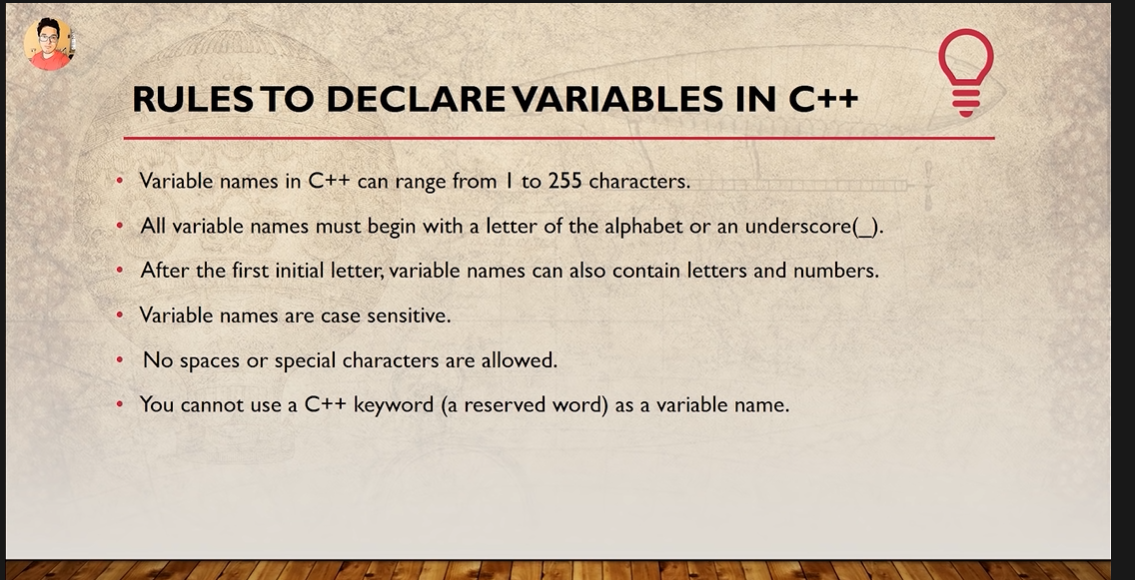 RULES TO DECLARE VARIABLES IN C++
• Variable names in C++ can range from 1 to 255 characters.
• All variable names must begin with a letter of the alphabet or an underscore(_).
• After the first initial letter, variable names can also contain letters and numbers.
• Variable names are case sensitive.
• No spaces or special characters are allowed.
• You cannot use a C++ keyword (a reserved word) as a variable name.